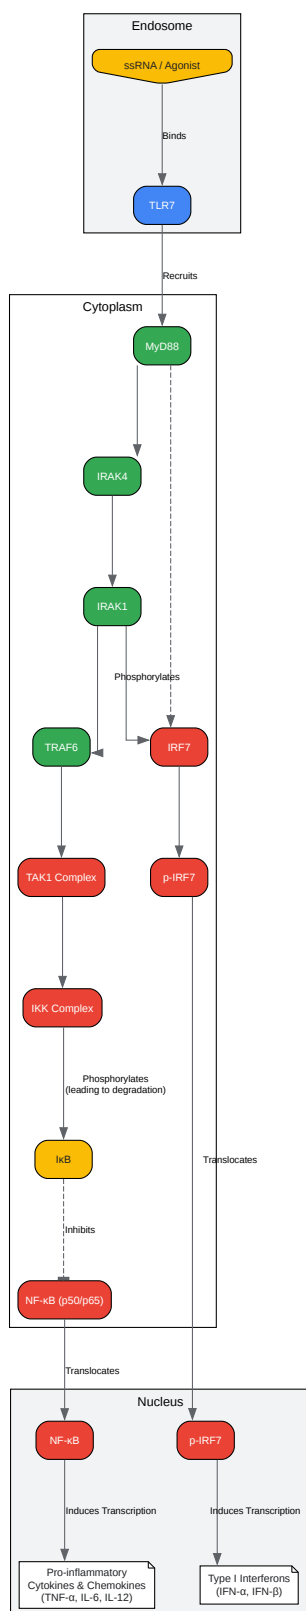 Endosome
ssRNA / Agonist
Binds
TLR7
Recruits
Cytoplasm
MyD88
IRAK4
IRAK1
Phosphorylates
TRAF6
IRF7
TAK1 Complex
p-IRF7
IKK Complex
Phosphorylates
(leading to degradation)
IκB
Translocates
Inhibits
NF-κB (p50/p65)
Translocates
Nucleus
NF-κB
p-IRF7
Induces Transcription
Induces Transcription
Pro-inflammatory
Cytokines & Chemokines
(TNF-α, IL-6, IL-12)
Type I Interferons
(IFN-α, IFN-β)